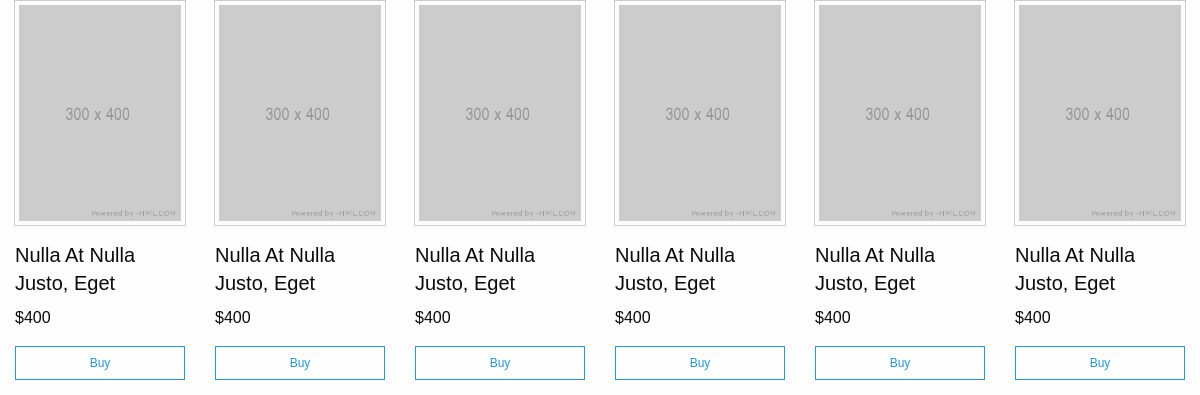 300 x 400 300 x 400 300 x 400 300 x 400 300 x 400 300 x 400
Powered by HTML.COM Powered by HTML.COM Powered by HTML.COM Powered by HTML.COM Powered by HTML.COM Powered by HTML.COM
Nulla At Nulla
Justo, Eget
$400
Buy
Nulla At Nulla
Justo, Eget
$400
Buy
Nulla At Nulla
Justo, Eget
$400
Buy
Nulla At Nulla
Justo, Eget
$400
Buy
Nulla At Nulla
Justo, Eget
$400
Buy
Nulla At Nulla
Justo, Eget
$400
Buy